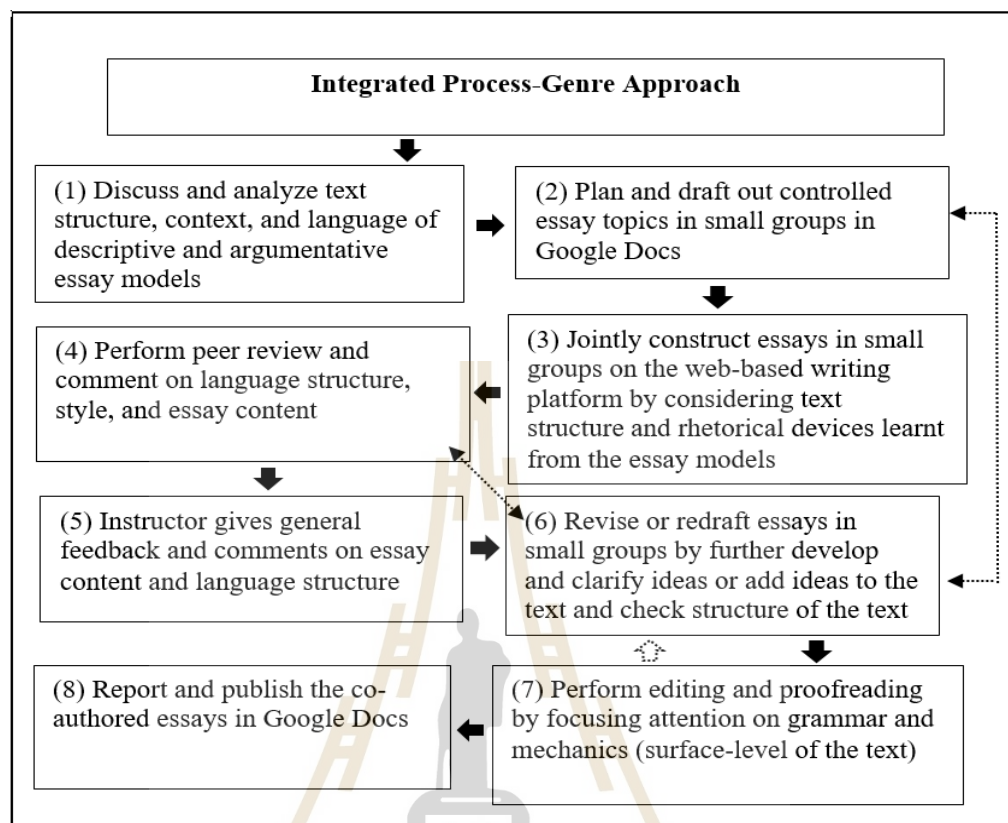 Integrated Process-Genre Approach
(1) Discuss and analyze text
structure, context, and language of
descriptive and argumentative
essay models
(2) Plan and draft out controlled
essay topics in small groups in
Google Docs
(3) Jointly construct essays in small
groups on the web-based writing
platform by considering text
structure and rhetorical devices learnt
from the essay models
(4) Perform peer review and
comment on language structure,
style, and essay content
(5) Instructor gives general
feedback and comments on essay
content and language structure
(6) Revise or redraft essays in
small groups by further develop
and clarify ideas or add ideas to the
text and check structure of the text
(7) Perform editing and proofreading
by focusing attention on grammar and
mechanics (surface-level of the text)
(8) Report and publish the co-
authored essays in Google Docs